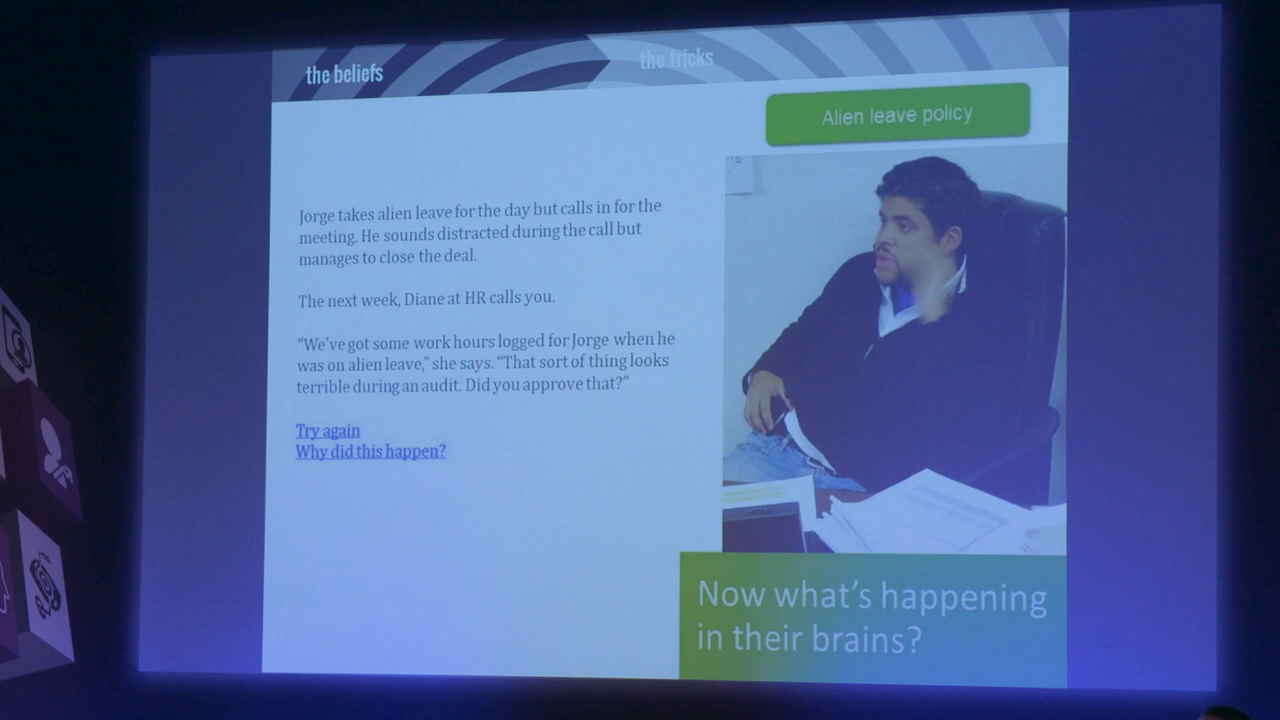 the beliefs
the tricks
Alien leave policy
Jorge takes alien leave for the day but calls in for the
meeting. He sounds distracted during the call but
manages to close the deal.
The next week, Diane at HR calls you.
“We’ve got some work hours logged for Jorge when he
was on alien leave,” she says. “That sort of thing looks
terrible during an audit. Did you approve that?”
Try again
Why did this happen?
Now what’s happening
in their brains?